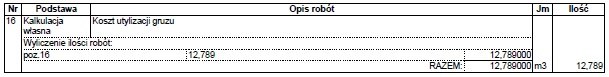 Nr Podstawa Opis robót Jm Ilość
16 Kalkulacja Koszt utylizacji gruzu
własna
Wyliczenie ilości robót:
poz.16 12,789 12,789000
RAZEM: 12,789000 m3 12,789